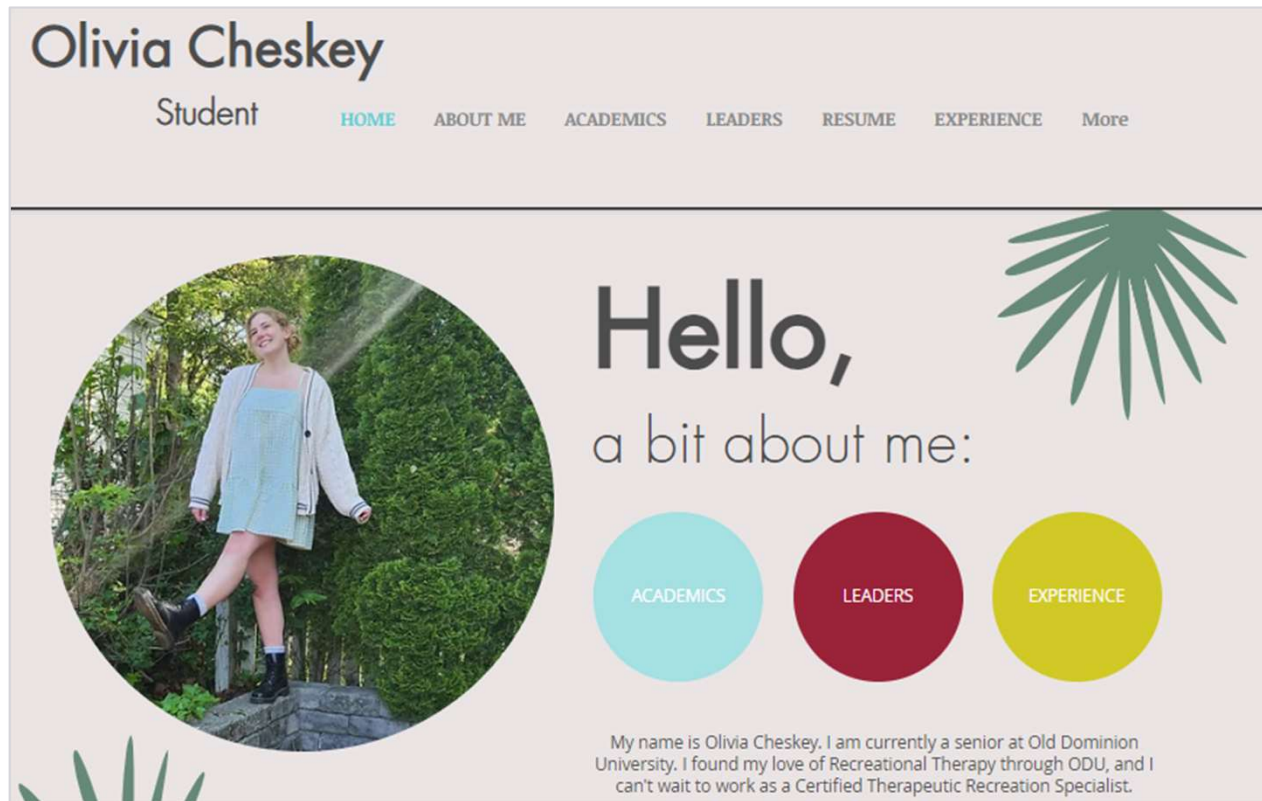 Olivia Cheskey
Student
HOME ABOUT ME ACADEMICS LEADERS RESUME EXPERIENCE More
Hello,
a bit about me:
ACADEMICS LEADERS EXPERIENCE
My name is Olivia Cheskey. I am currently a senior at Old Dominion
University. I found my love of Recreational Therapy through ODU, and I
can't wait to work as a Certified Therapeutic Recreation Specialist.